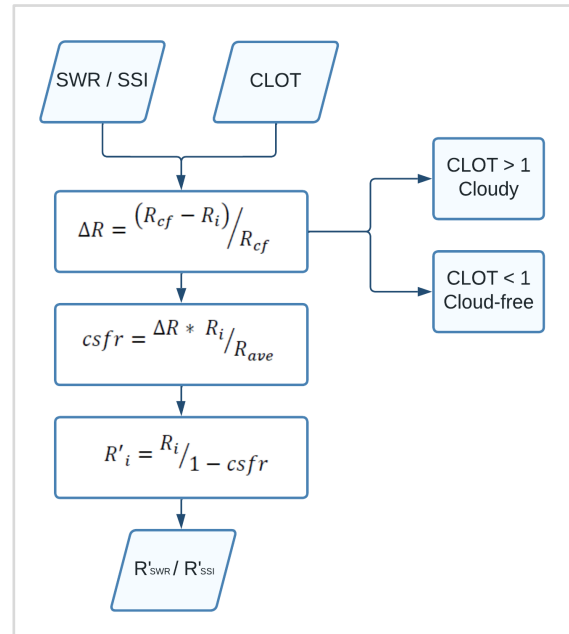 SWR / SSI
CLOT
ΔR = (R_cf − R_i)/R_cf
CLOT > 1
Cloudy
CLOT < 1
Cloud-free
csfr = ΔR * R_i/R_ave
R'_i = R_i/1 − csfr
R'SWR / R'SSI